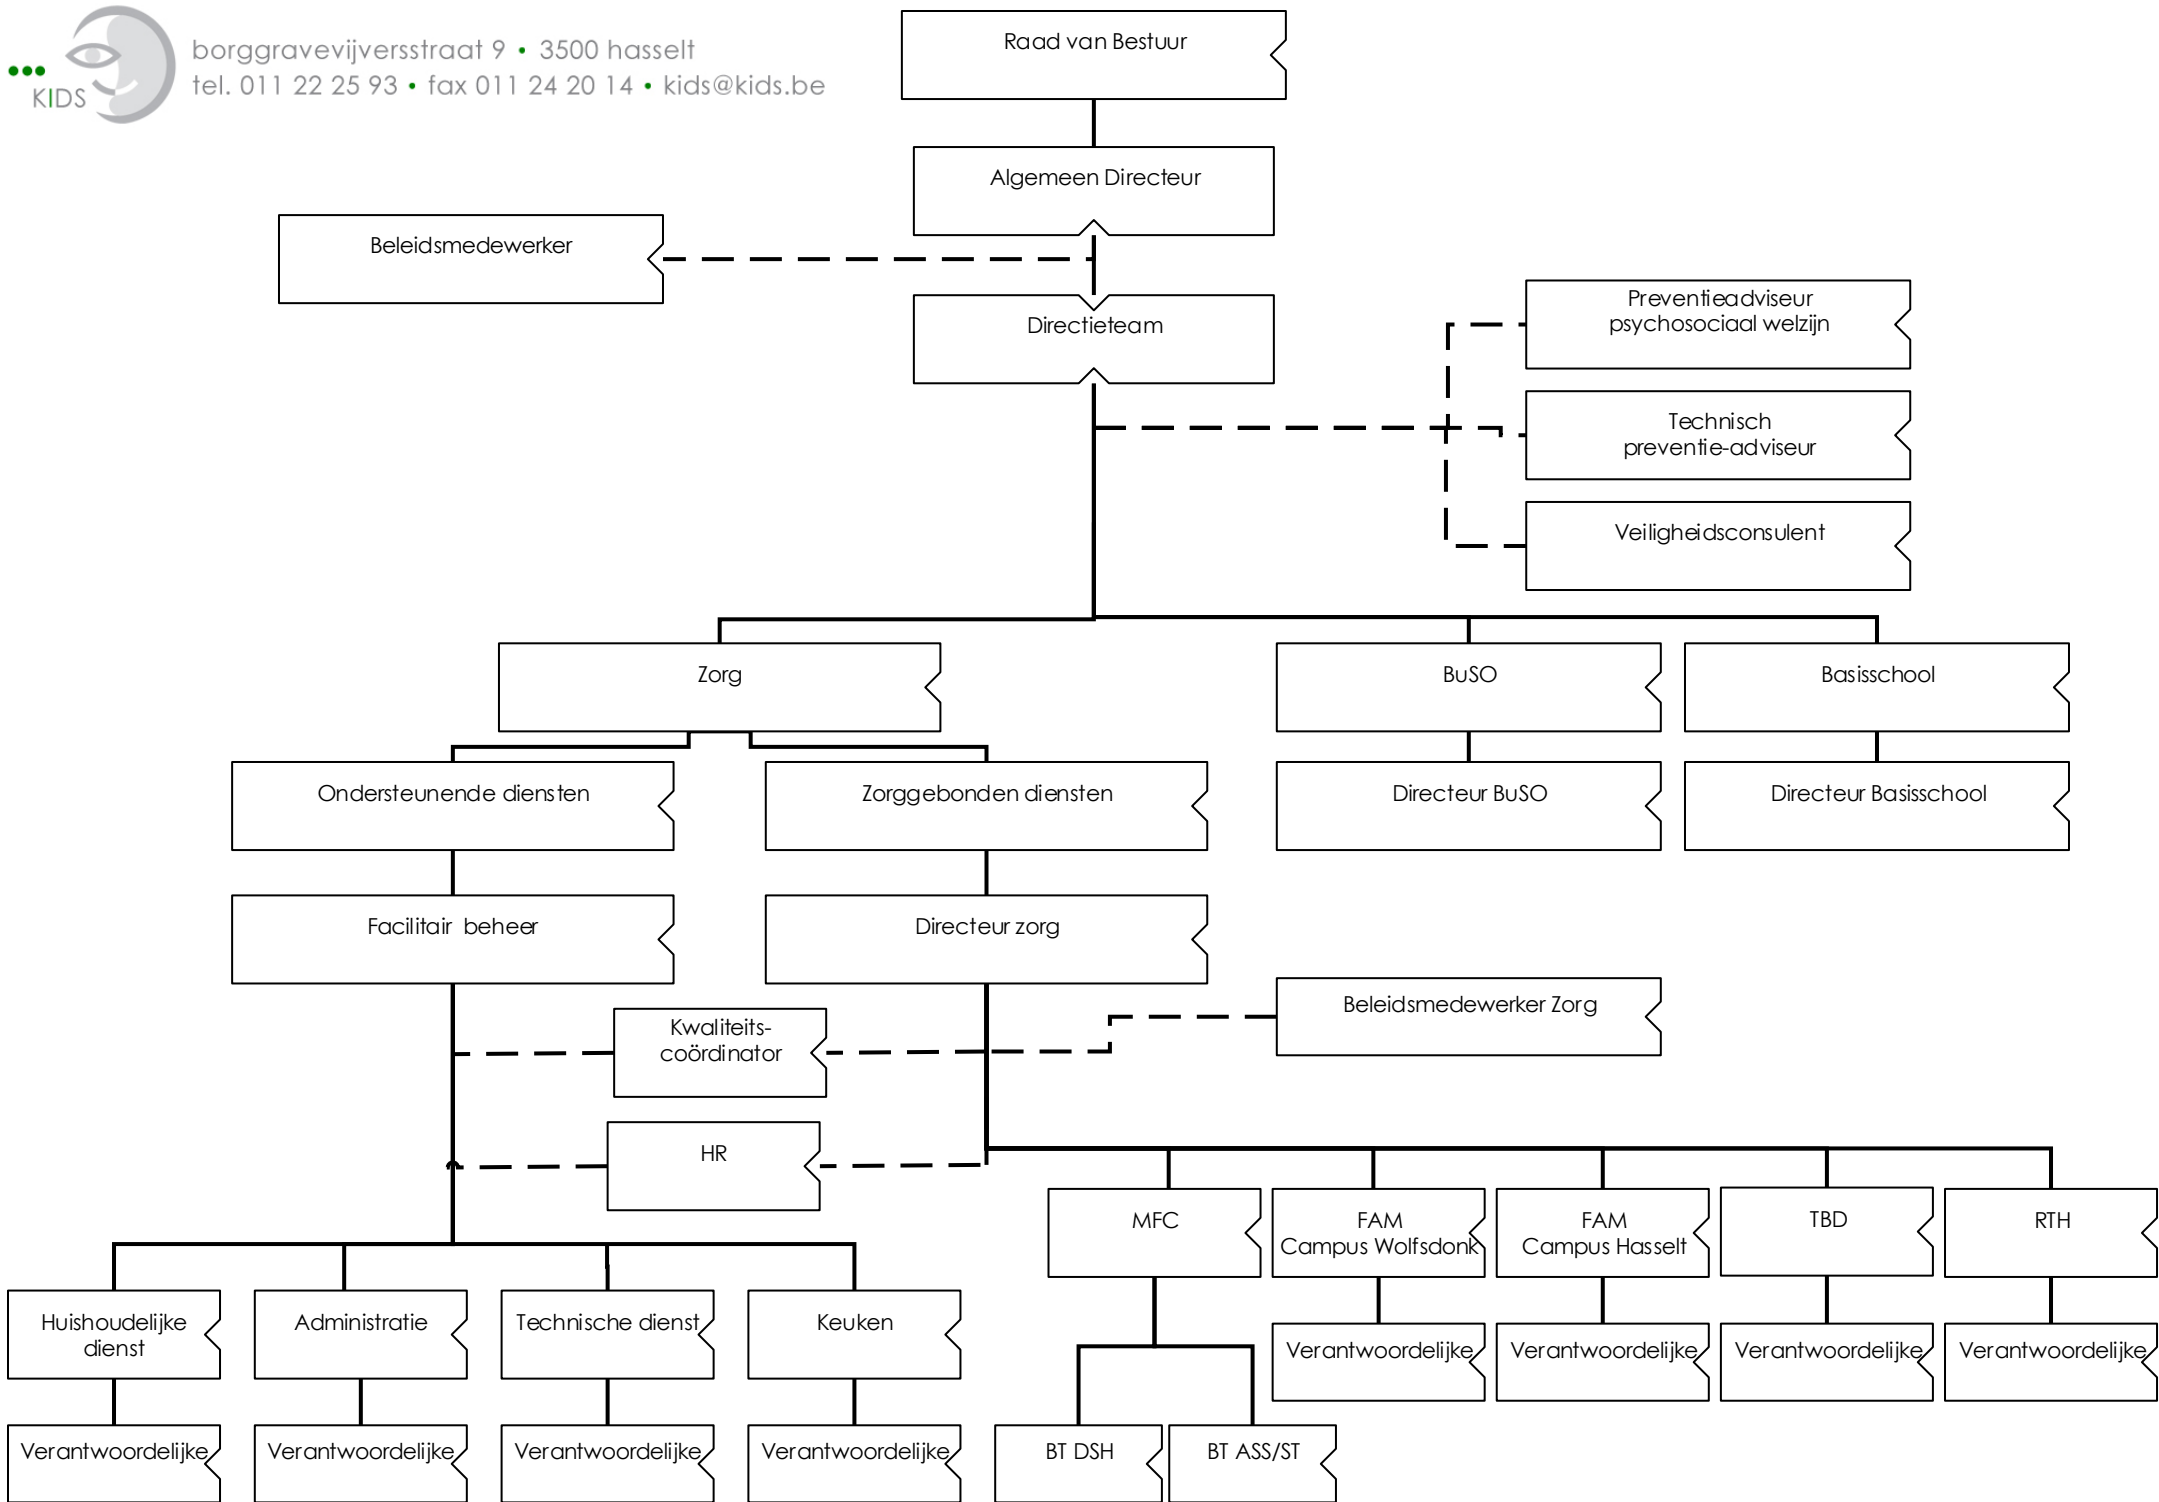 KIDS
borggravevijversstraat 9 • 3500 hasselt
tel. 011 22 25 93 • fax 011 24 20 14 • kids@kids.be
Raad van Bestuur
Algemeen Directeur
Beleidsmedewerker
Directieteam
Preventieadviseur
psychosociaal welzijn
Technisch
preventie-adviseur
Veiligheidsconsulent
Zorg
BuSO
Basisschool
Ondersteunende diensten
Zorggebonden diensten
Directeur BuSO
Directeur Basisschool
Facilitair beheer
Directeur zorg
Beleidsmedewerker Zorg
Kwaliteits-
coördinator
HR
MFC
FAM
Campus Wolfsdonk
FAM
Campus Hasselt
TBD
RTH
Huishoudelijke
dienst
Administratie
Technische dienst
Keuken
Verantwoordelijke
Verantwoordelijke
Verantwoordelijke
Verantwoordelijke
Verantwoordelijke
Verantwoordelijke
Verantwoordelijke
Verantwoordelijke
BT DSH
BT ASS/ST